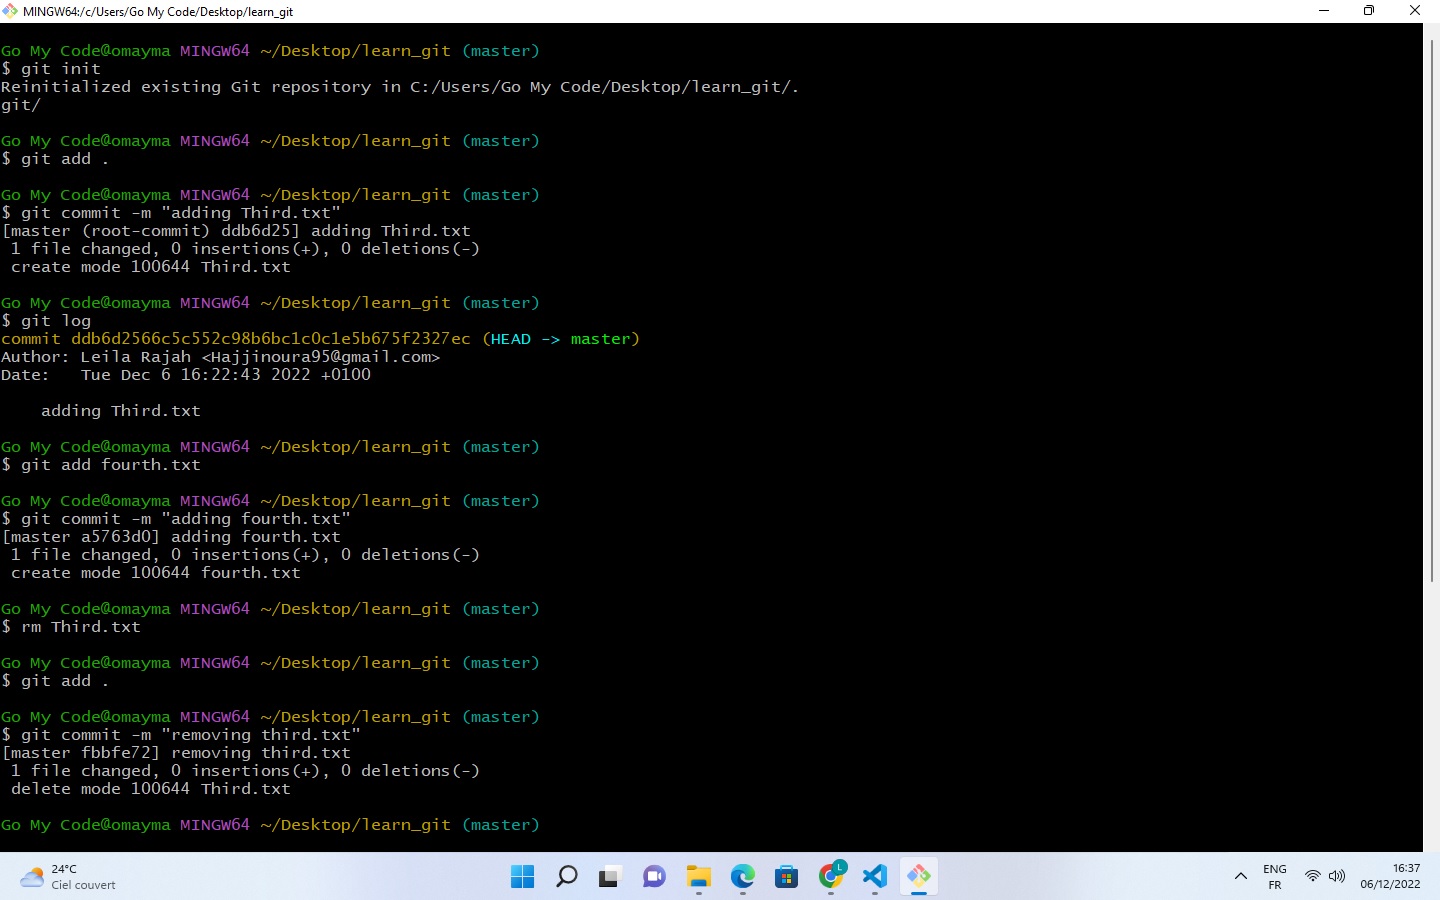 MINGW64:/c/Users/Go My Code/Desktop/learn_git
Go My Code@omayma MINGW64 ~/Desktop/learn_git (master)
$ git init
Reinitialized existing Git repository in C:/Users/Go My Code/Desktop/learn_git/.
git/
Go My Code@omayma MINGW64 ~/Desktop/learn_git (master)
$ git add .
Go My Code@omayma MINGW64 ~/Desktop/learn_git (master)
$ git commit -m "adding Third.txt"
[master (root-commit) ddb6d25] adding Third.txt
 1 file changed, 0 insertions(+), 0 deletions(-)
 create mode 100644 Third.txt
Go My Code@omayma MINGW64 ~/Desktop/learn_git (master)
$ git log
commit ddb6d2566c5c552c98b6bc1c0c1e5b675f2327ec (HEAD -> master)
Author: Leila Rajah <Hajjinoura95@gmail.com>
Date:   Tue Dec 6 16:22:43 2022 +0100
    adding Third.txt
Go My Code@omayma MINGW64 ~/Desktop/learn_git (master)
$ git add fourth.txt
Go My Code@omayma MINGW64 ~/Desktop/learn_git (master)
$ git commit -m "adding fourth.txt"
[master a5763d0] adding fourth.txt
 1 file changed, 0 insertions(+), 0 deletions(-)
 create mode 100644 fourth.txt
Go My Code@omayma MINGW64 ~/Desktop/learn_git (master)
$ rm Third.txt
Go My Code@omayma MINGW64 ~/Desktop/learn_git (master)
$ git add .
Go My Code@omayma MINGW64 ~/Desktop/learn_git (master)
$ git commit -m "removing third.txt"
[master fbbfe72] removing third.txt
 1 file changed, 0 insertions(+), 0 deletions(-)
 delete mode 100644 Third.txt
Go My Code@omayma MINGW64 ~/Desktop/learn_git (master)
24°C
Ciel couvert
L
ENG
FR
16:37
06/12/2022